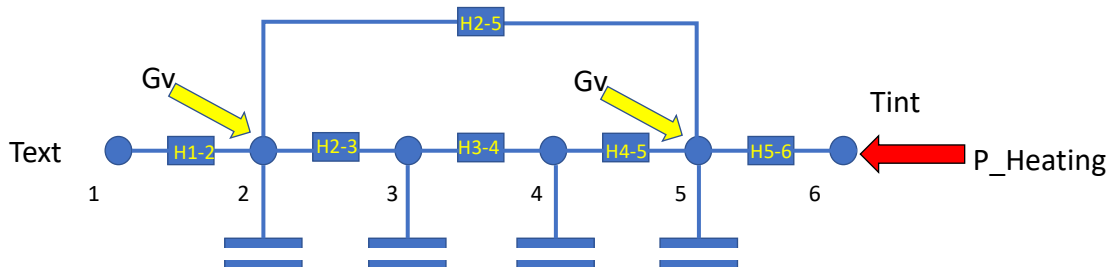 H2-5
Gv
Gv
Tint
Text
H1-2
H2-3
H3-4
H4-5
H5-6
P_Heating
1
2
3
4
5
6